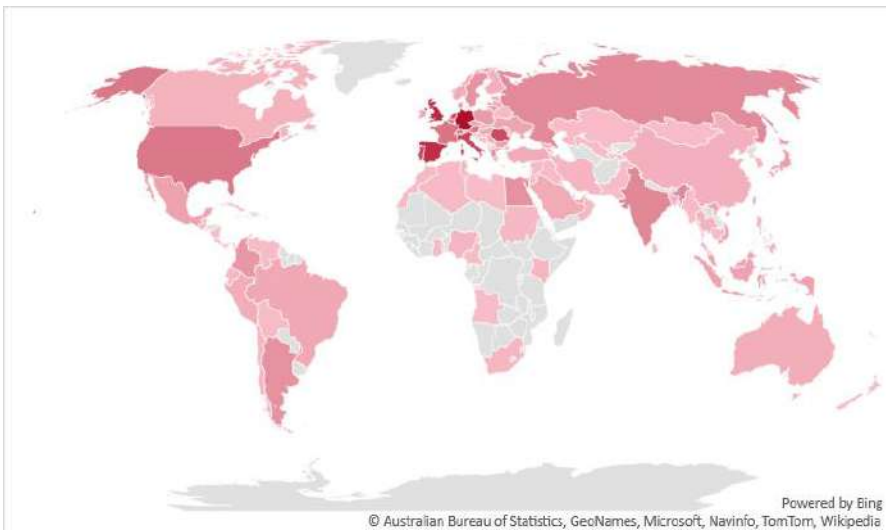 Powered by Bing
© Australian Bureau of Statistics, GeoNames, Microsoft, Navinfo, TomTom, Wikipedia